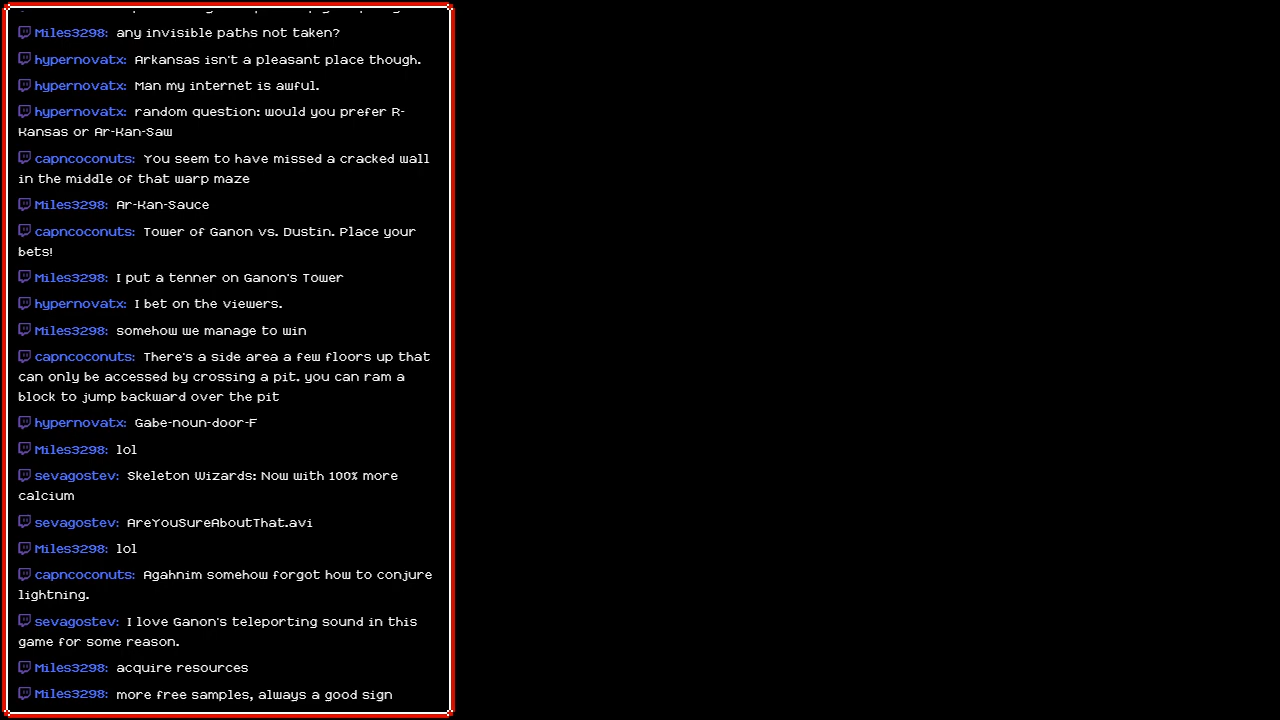 Miles3298: any invisible paths not taken?
hypernovatx: Arkansas isn't a pleasant place though.
hypernovatx: Man my internet is awful.
hypernovatx: random question: would you prefer R-
Kansas or Ar-Kan-Saw
capncoconuts: You seem to have missed a cracked wall
in the middle of that warp maze
Miles3298: Ar-Kan-Sauce
capncoconuts: Tower of Ganon vs. Dustin. Place your
bets!
Miles3298: I put a tenner on Ganon's Tower
hypernovatx: I bet on the viewers.
Miles3298: somehow we manage to win
capncoconuts: There's a side area a few floors up that
can only be accessed by crossing a pit. you can ram a
block to jump backward over the pit
hypernovatx: Gabe-noun-door-F
Miles3298: lol
sevagostev: Skeleton Wizards: Now with 100% more
calcium
sevagostev: AreYouSureAboutThat.avi
Miles3298: lol
capncoconuts: Agahnim somehow forgot how to conjure
lightning.
sevagostev: I love Ganon's teleporting sound in this
game for some reason.
Miles3298: acquire resources
Miles3298: more free samples, always a good sign